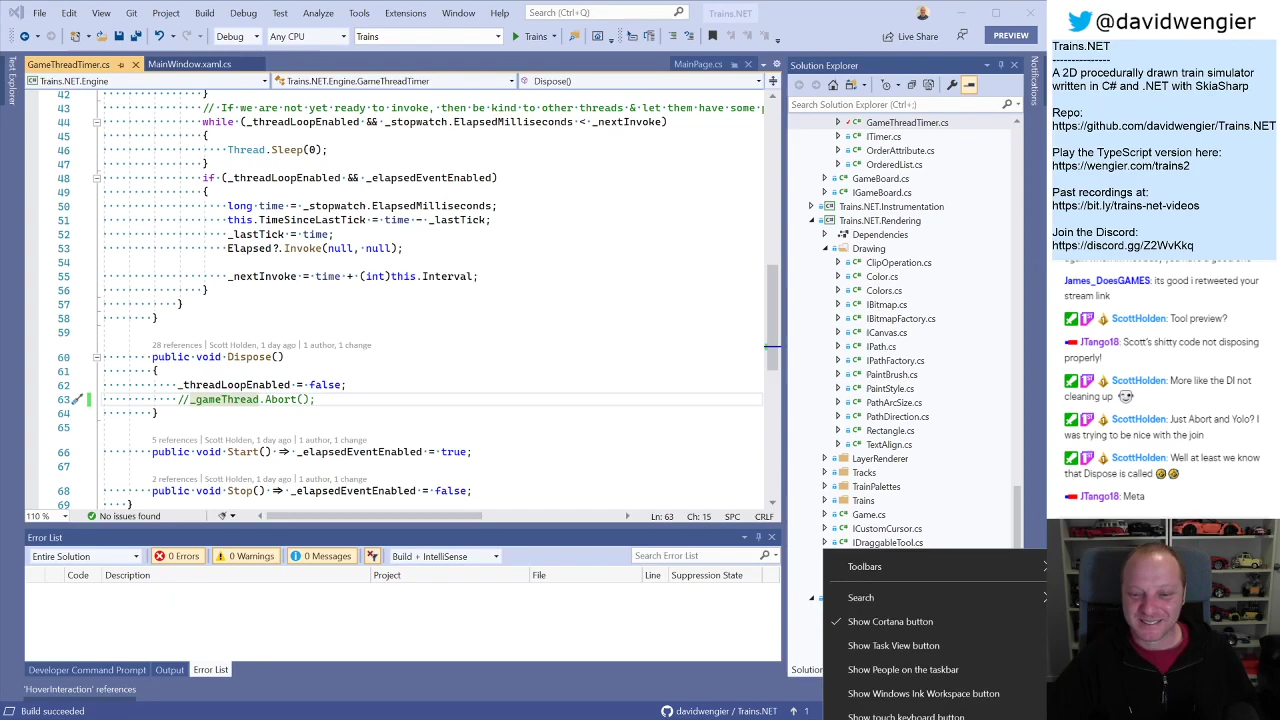 File Edit View Git Project Build Debug Test Analyze Tools Extensions Window Help Search (Ctrl+Q) Trains.NET
Debug Any CPU Trains Trains Live Share PREVIEW
Test Explorer
GameThreadTimer.cs MainWindow.xaml.cs MainPage.cs
Trains.NET.Engine Trains.NET.Engine.GameThreadTimer Dispose()
42 }
43 // If we are not yet ready to invoke, then be kind to other threads & let them have some
44 while (_threadLoopEnabled && _stopwatch.ElapsedMilliseconds < _nextInvoke)
45 {
46 Thread.Sleep(0);
47 }
48 if (_threadLoopEnabled && _elapsedEventEnabled)
49 {
50 long time = _stopwatch.ElapsedMilliseconds;
51 this.TimeSinceLastTick = time - _lastTick;
52 _lastTick = time;
53 Elapsed?.Invoke(null, null);
54
55 _nextInvoke = time + (int)this.Interval;
56 }
57 }
58 }
59
28 references | Scott Holden, 1 day ago | 1 author, 1 change
60 public void Dispose()
61 {
62 _threadLoopEnabled = false;
63 //_gameThread.Abort();
64 }
65
5 references | Scott Holden, 1 day ago | 1 author, 1 change
66 public void Start() => _elapsedEventEnabled = true;
67
2 references | Scott Holden, 1 day ago | 1 author, 1 change
68 public void Stop() => _elapsedEventEnabled = false;
69 }
110 % No issues found Ln: 63 Ch: 15 SPC CRLF
Error List
Entire Solution 0 Errors 0 Warnings 0 Messages Build + IntelliSense Search Error List
Code Description Project File Line Suppression State
Developer Command Prompt Output Error List
'HoverInteraction' references
Build succeeded davidwengier / Trains.NET 1
Solution Explorer
Search Solution Explorer (Ctrl+;)
GameThreadTimer.cs
ITimer.cs
OrderAttribute.cs
OrderedList.cs
GameBoard.cs
IGameBoard.cs
Trains.NET.Instrumentation
Trains.NET.Rendering
Dependencies
Drawing
ClipOperation.cs
Color.cs
Colors.cs
IBitmap.cs
IBitmapFactory.cs
ICanvas.cs
IPath.cs
IPathFactory.cs
PaintBrush.cs
PaintStyle.cs
PathArcSize.cs
PathDirection.cs
Rectangle.cs
TextAlign.cs
LayerRenderer
Tracks
TrainPalettes
Trains
Game.cs
ICustomCursor.cs
IDraggableTool.cs
Solution
Toolbars
Search
Show Cortana button
Show Task View button
Show People on the taskbar
Show Windows Ink Workspace button
Show touch keyboard button
Notifications
@davidwengier
Trains.NET
--------------
A 2D procedurally drawn train simulator
written in C# and .NET with SkiaSharp
Repo:
https://github.com/davidwengier/Trains.NET
Play the TypeScript version here:
https://wengier.com/trains2
Past recordings at:
https://bit.ly/trains-net-videos
Join the Discord:
https://discord.gg/Z2WvKkq
James_DoesGAMES: its good i retweeted your
stream link
ScottHolden: Tool preview?
JTango18: Scott's shitty code not disposing
properly!
ScottHolden: More like the DI not
cleaning up
ScottHolden: Just Abort and Yolo? I
was trying to be nice with the join
ScottHolden: Well at least we know
that Dispose is called
JTango18: Meta